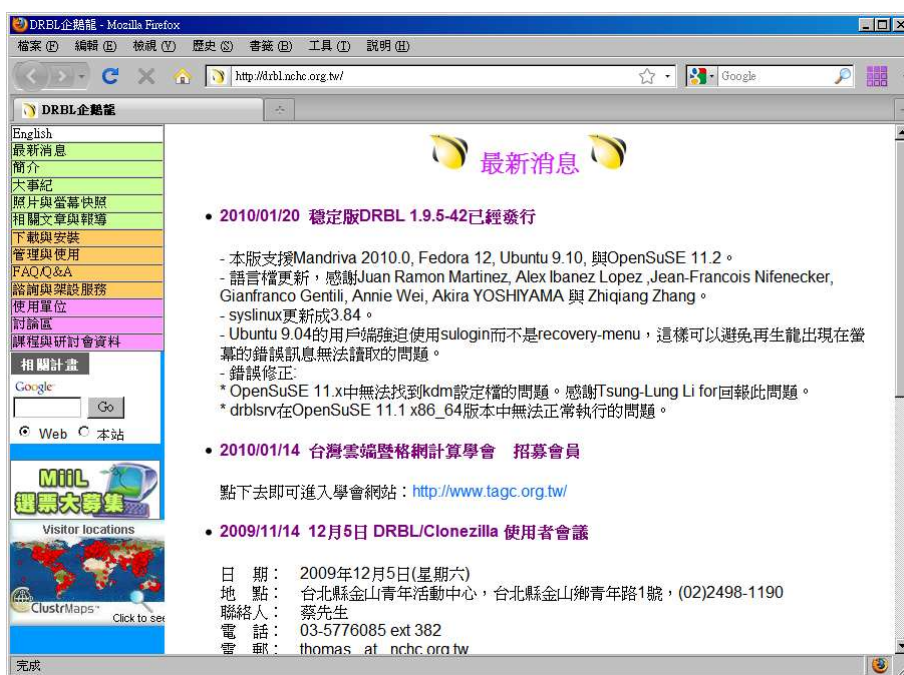 DRBL企鵝龍 - Mozilla Firefox
檔案(F) 編輯(E) 檢視(V) 歷史(S) 書籤(B) 工具(T) 說明(H)
http://drbl.nchc.org.tw/
Google
DRBL企鵝龍
English
最新消息
簡介
大事紀
照片與螢幕快照
相關文章與報導
下載與安裝
管理與使用
FAQ/Q&A
諮詢與架設服務
使用單位
討論區
課程與研討會資料
相關計畫
Google
Go
Web 本站
MiiL
選票大募集
Visitor locations
ClustrMaps
Click to see
最新消息
• 2010/01/20 穩定版DRBL 1.9.5-42已經發行
- 本版支援Mandriva 2010.0, Fedora 12, Ubuntu 9.10, 與OpenSuSE 11.2。
- 語言檔更新，感謝Juan Ramon Martinez, Alex Ibanez Lopez ,Jean-Francois Nifenecker,
Gianfranco Gentili, Annie Wei, Akira YOSHIYAMA 與 Zhiqiang Zhang。
- syslinux更新成3.84。
- Ubuntu 9.04的用戶端強迫使用sulogin而不是recovery-menu，這樣可以避免再生龍出現在螢
幕的錯誤訊息無法讀取的問題。
- 錯誤修正:
* OpenSuSE 11.x中無法找到kdm設定檔的問題。感謝Tsung-Lung Li for回報此問題。
* drblsrv在OpenSuSE 11.1 x86_64版本中無法正常執行的問題。
• 2010/01/14 台灣雲端暨格網計算學會 招募會員
點下去即可進入學會網站：http://www.tagc.org.tw/
• 2009/11/14 12月5日 DRBL/Clonezilla 使用者會議
日 期： 2009年12月5日(星期六)
地 點： 台北縣金山青年活動中心，台北縣金山鄉青年路1號，(02)2498-1190
聯絡人： 蔡先生
電 話： 03-5776085 ext 382
電 郵： thomas _at_ nchc org tw
完成